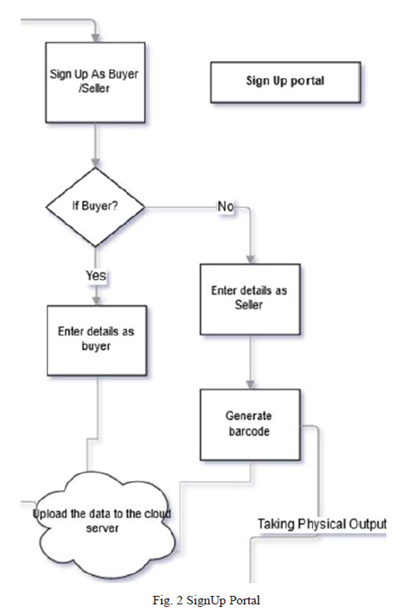 Sign Up As Buyer
/Seller
Sign Up portal
If Buyer?
No
Yes
Enter details as
Seller
Enter details as
buyer
Generate
barcode
Upload the data to the cloud
server
Taking Physical Output
Fig. 2 SignUp Portal